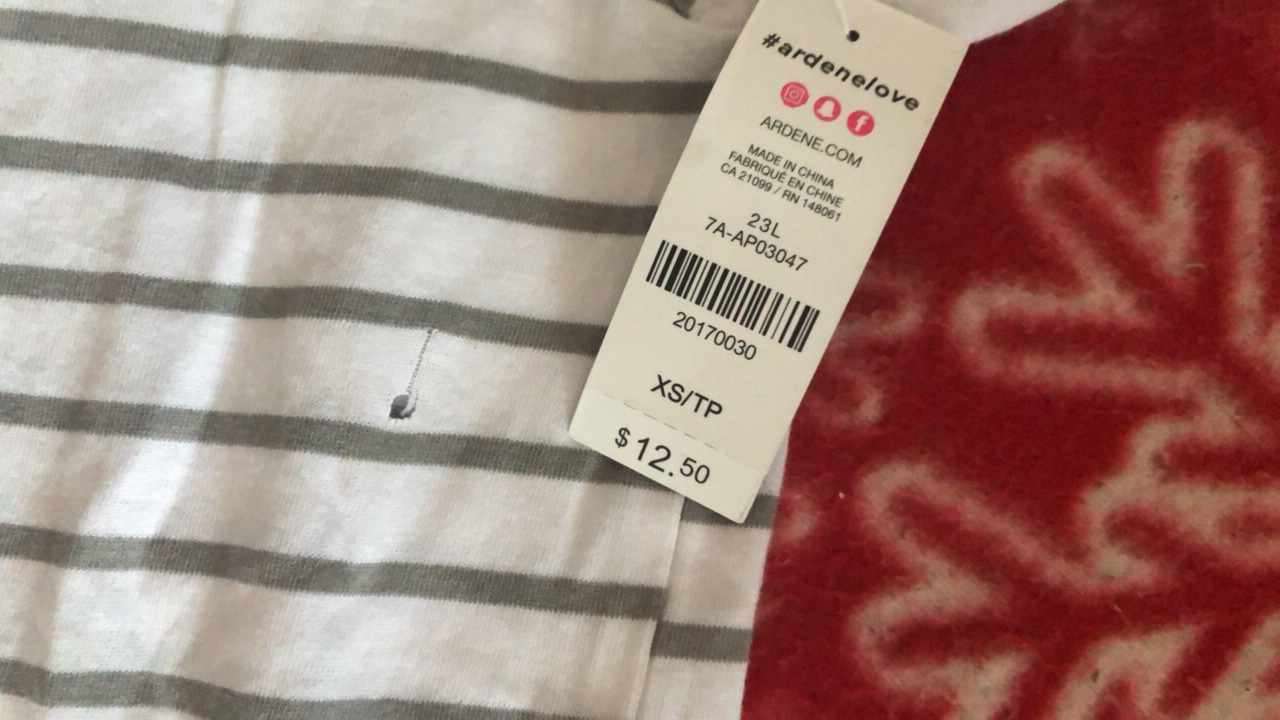 #ardenelove
ARDENE.COM
MADE IN CHINA
FABRIQUÉ EN CHINE
CA 21099 / RN 148061
23L
7A-AP03047
20170030
XS/TP
$12.50